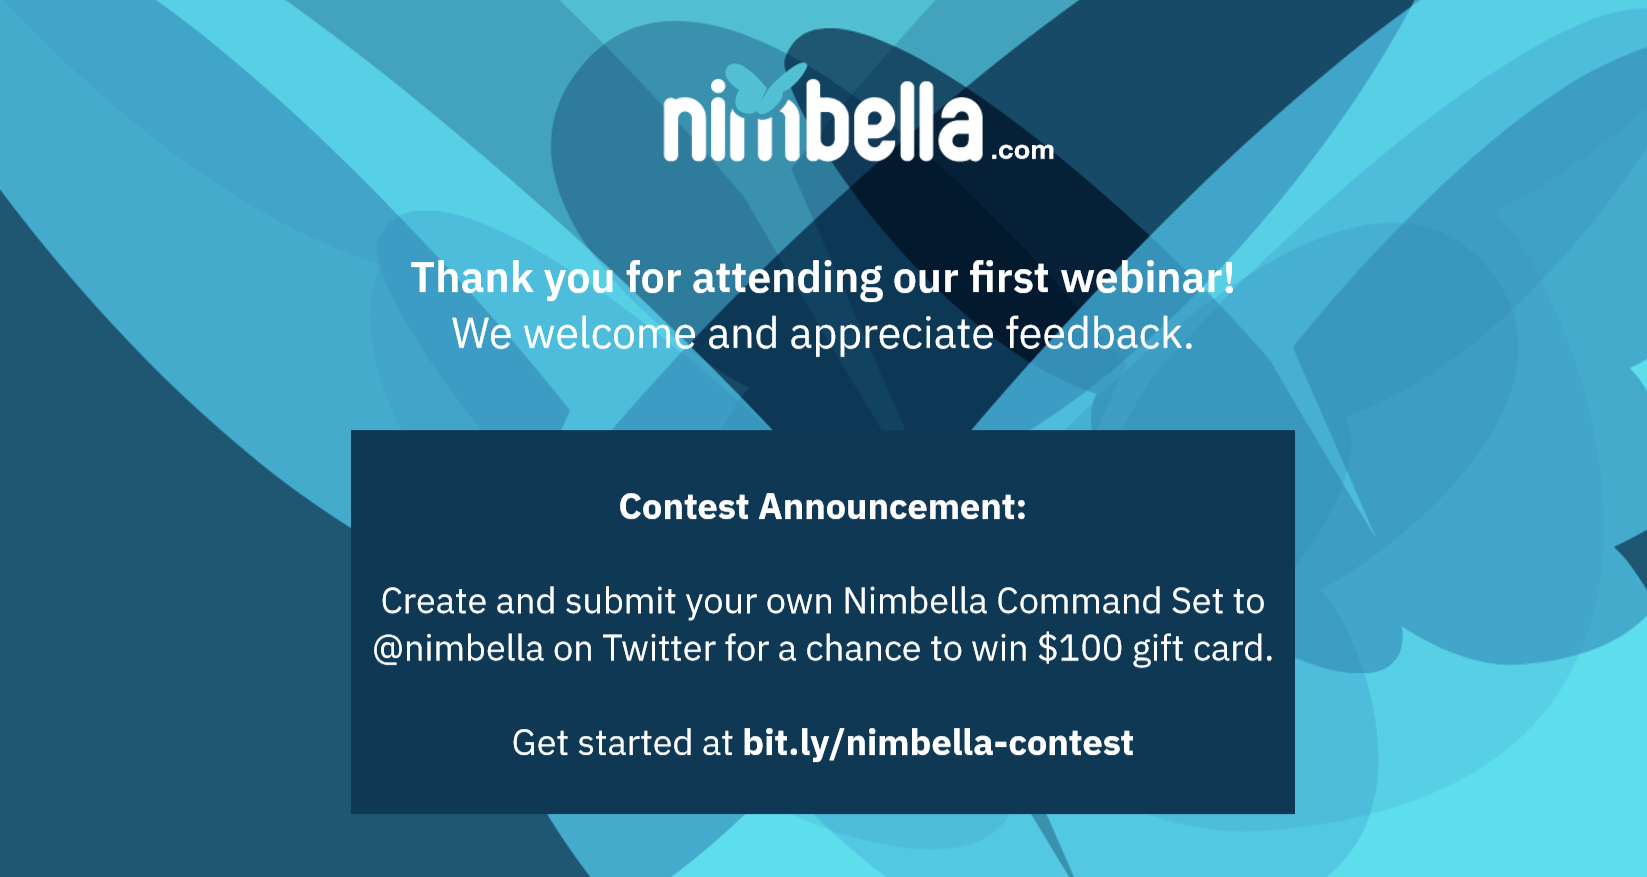 nimbella.com
Thank you for attending our first webinar!
We welcome and appreciate feedback.
Contest Announcement:
Create and submit your own Nimbella Command Set to
@nimbella on Twitter for a chance to win $100 gift card.
Get started at bit.ly/nimbella-contest